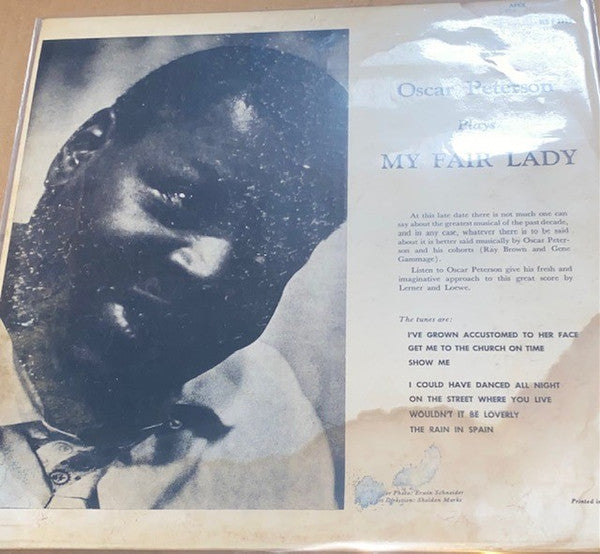 APEX
Oscar Peterson
Plays
MY FAIR LADY
At this late date there is not much one can
say about the greatest musical of the past decade,
and in any case, whatever there is to be said
about it is better said musically by Oscar Peter-
son and his cohorts (Ray Brown and Gene
Gammage).
Listen to Oscar Peterson give his fresh and
imaginative approach to this great score by
Lerner and Loewe.
The tunes are:
I'VE GROWN ACCUSTOMED TO HER FACE
GET ME TO THE CHURCH ON TIME
SHOW ME
I COULD HAVE DANCED ALL NIGHT
ON THE STREET WHERE YOU LIVE
WOULDN'T IT BE LOVERLY
THE RAIN IN SPAIN
Photo: Erwin Schneider
Direction: Sheldon Marks
Printed in